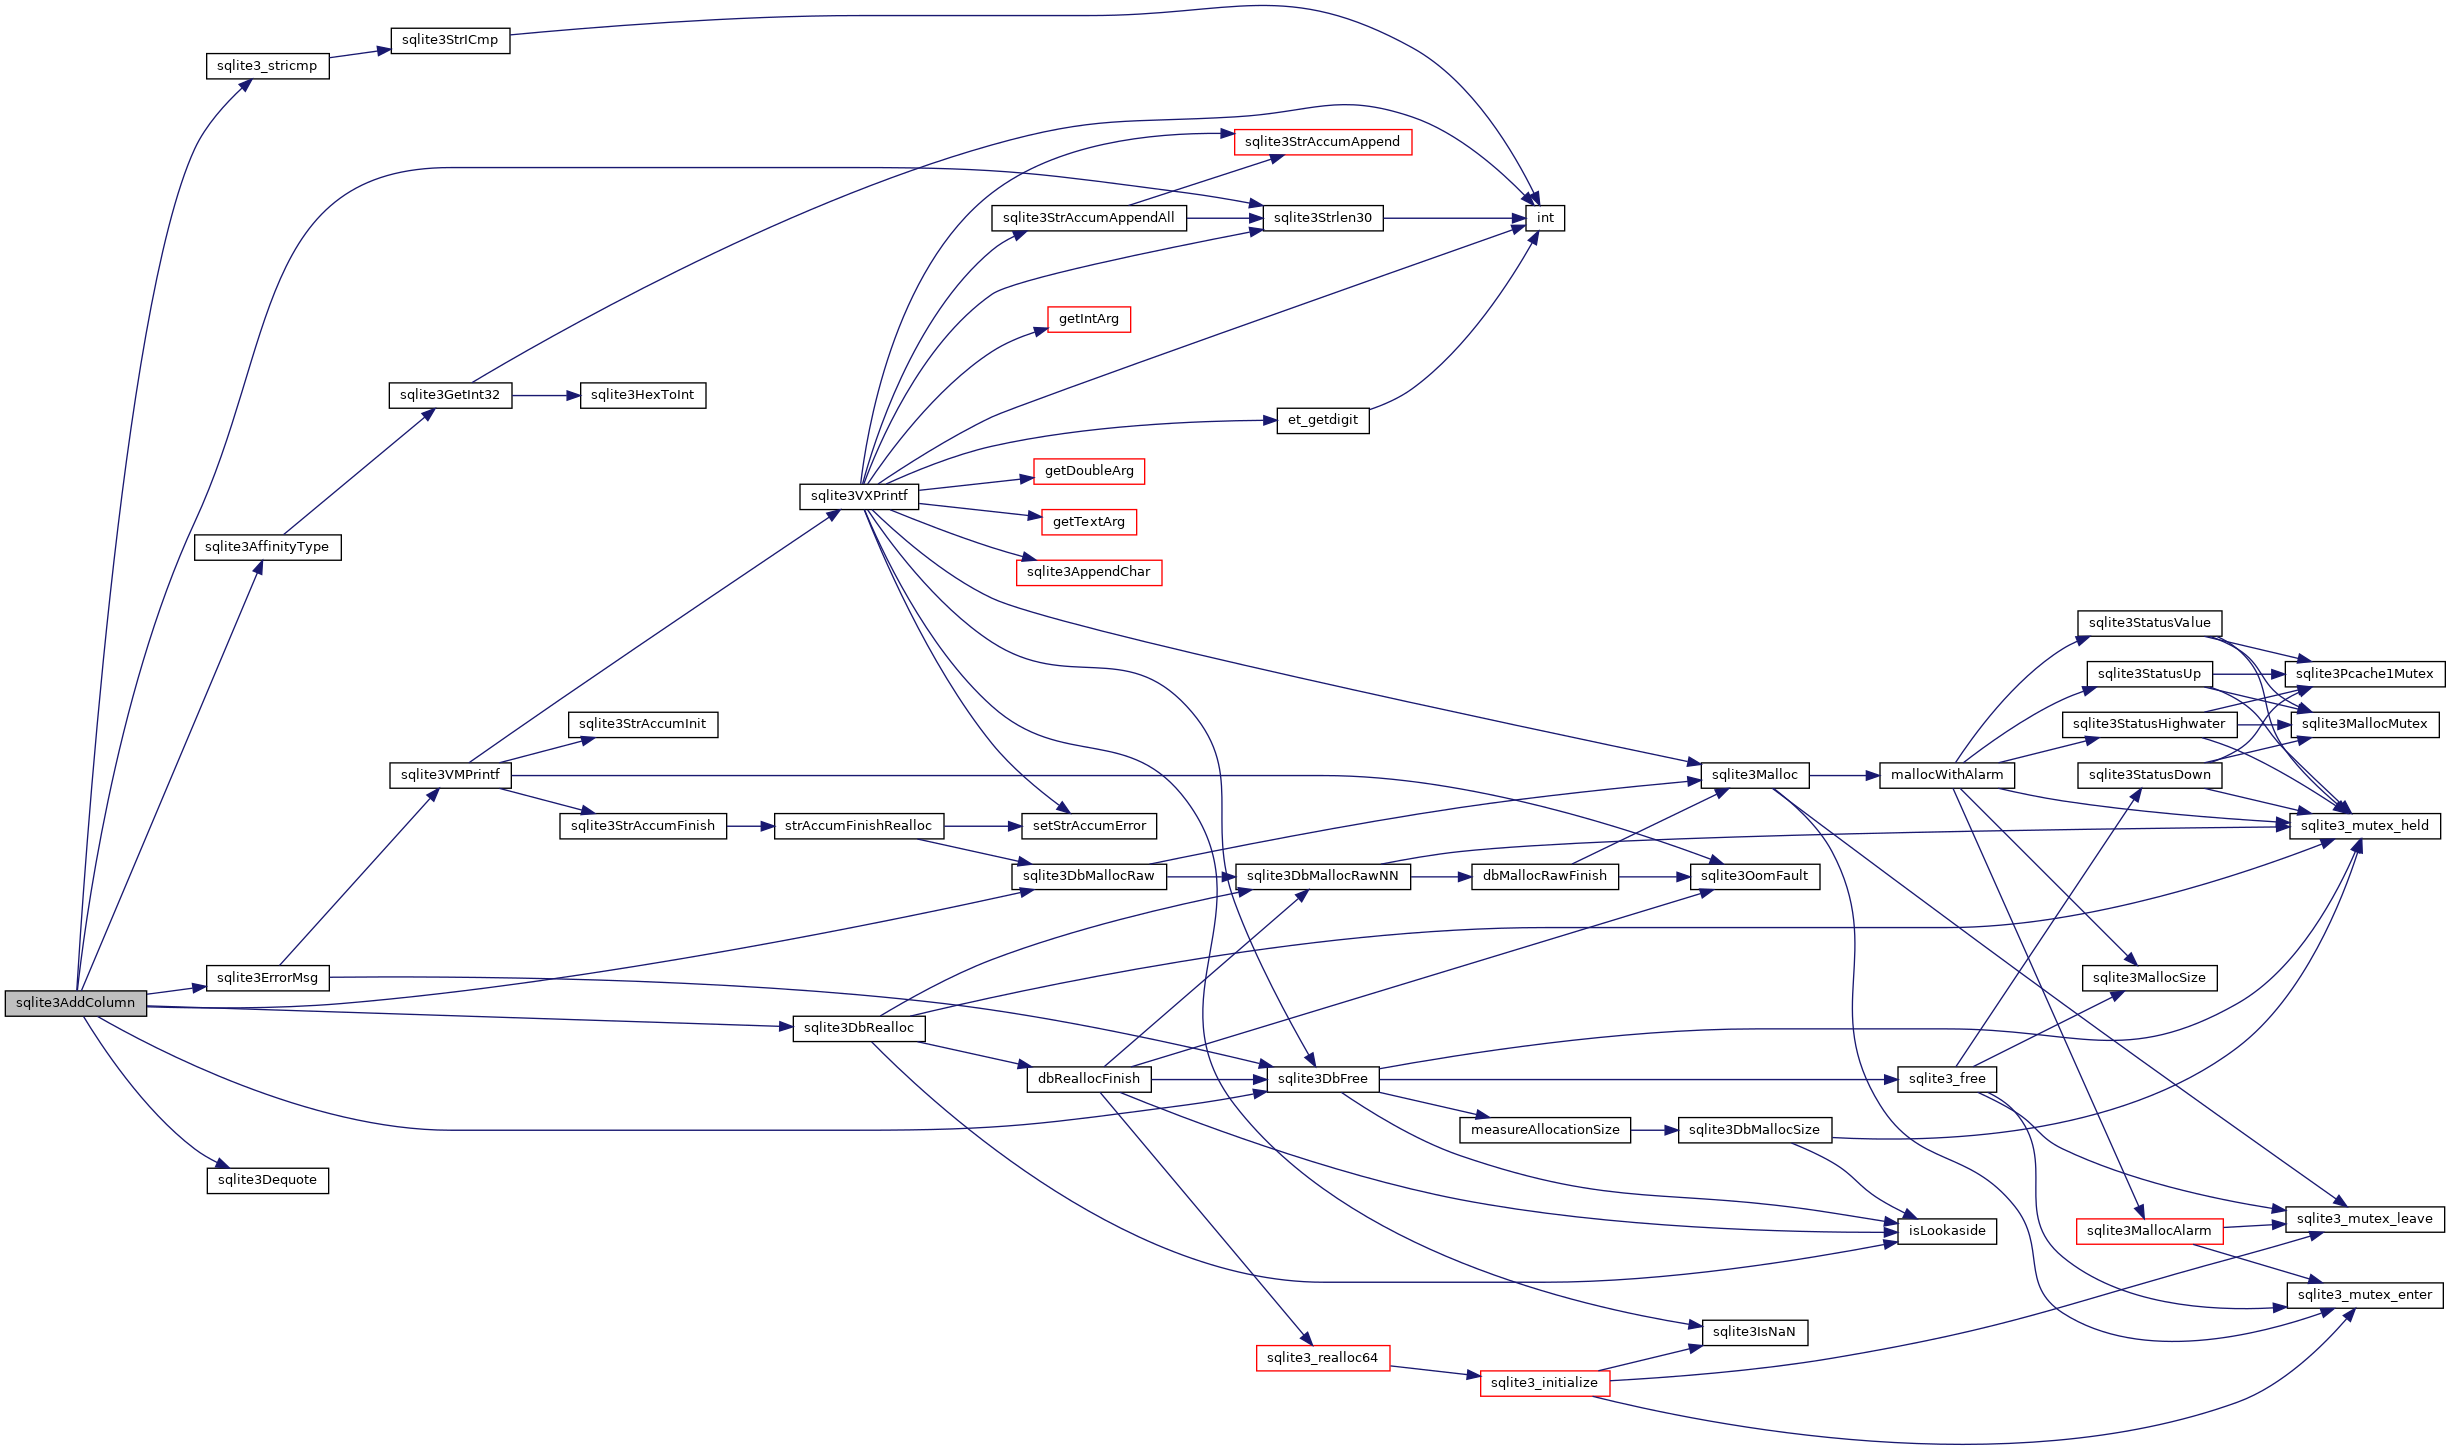 sqlite3StrICmp
sqlite3_stricmp
sqlite3StrAccumAppend
sqlite3StrAccumAppendAll
sqlite3Strlen30
int
getIntArg
sqlite3GetInt32
sqlite3HexToInt
et_getdigit
getDoubleArg
sqlite3VXPrintf
getTextArg
sqlite3AffinityType
sqlite3AppendChar
sqlite3StatusValue
sqlite3StatusUp
sqlite3Pcache1Mutex
sqlite3StrAccumInit
sqlite3StatusHighwater
sqlite3MallocMutex
sqlite3VMPrintf
sqlite3Malloc
mallocWithAlarm
sqlite3StatusDown
sqlite3StrAccumFinish
strAccumFinishRealloc
setStrAccumError
sqlite3_mutex_held
sqlite3DbMallocRaw
sqlite3DbMallocRawNN
dbMallocRawFinish
sqlite3OomFault
sqlite3ErrorMsg
sqlite3MallocSize
sqlite3AddColumn
sqlite3DbRealloc
dbReallocFinish
sqlite3DbFree
sqlite3_free
measureAllocationSize
sqlite3DbMallocSize
sqlite3Dequote
sqlite3_mutex_leave
isLookaside
sqlite3MallocAlarm
sqlite3_mutex_enter
sqlite3IsNaN
sqlite3_realloc64
sqlite3_initialize